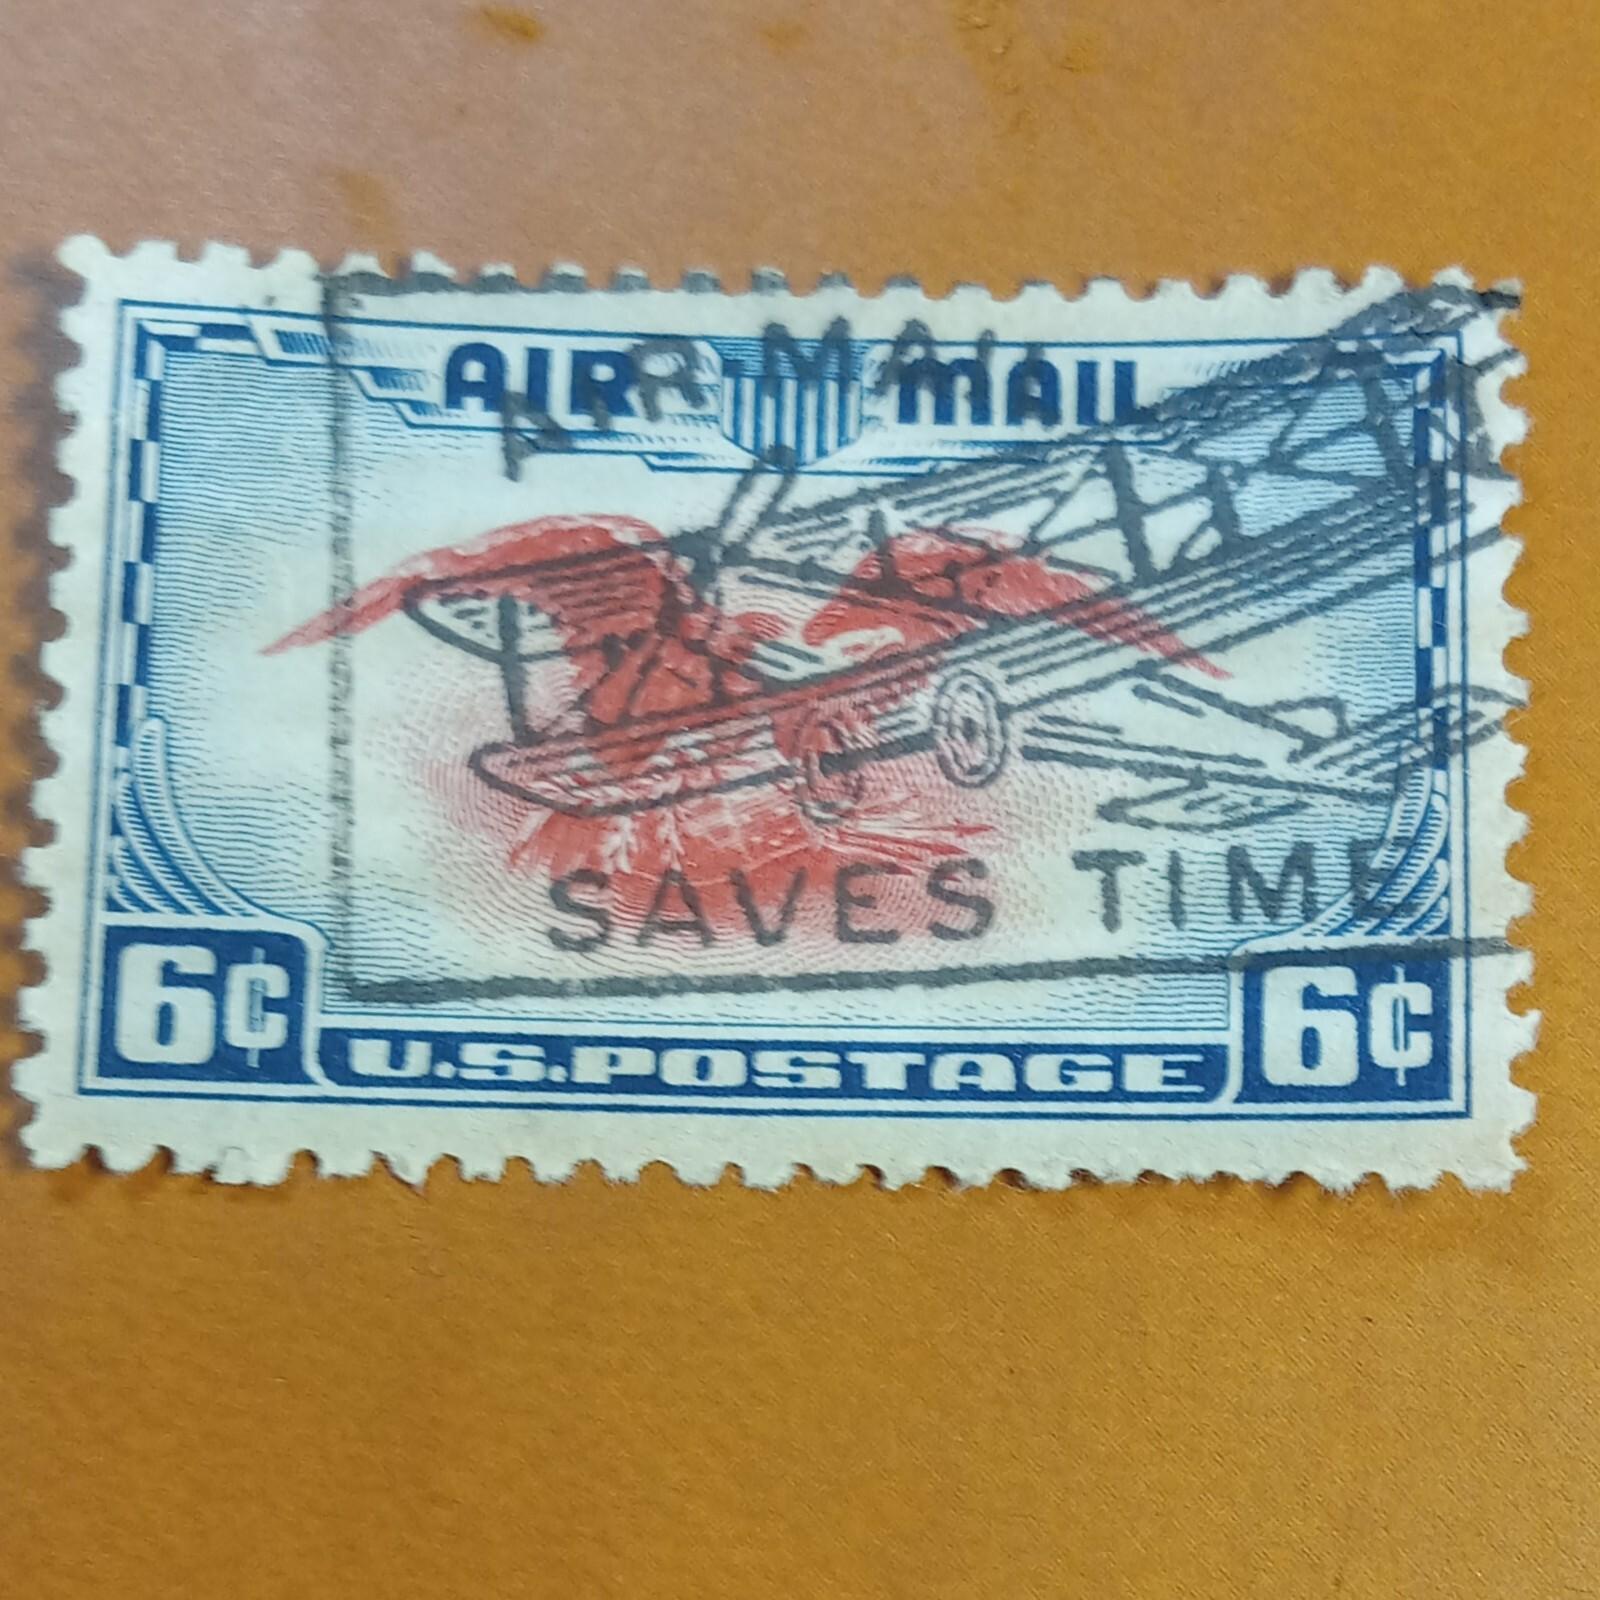 AIR MAIL
AIR MAIL
SAVES TIME
6¢ U.S. POSTAGE 6¢